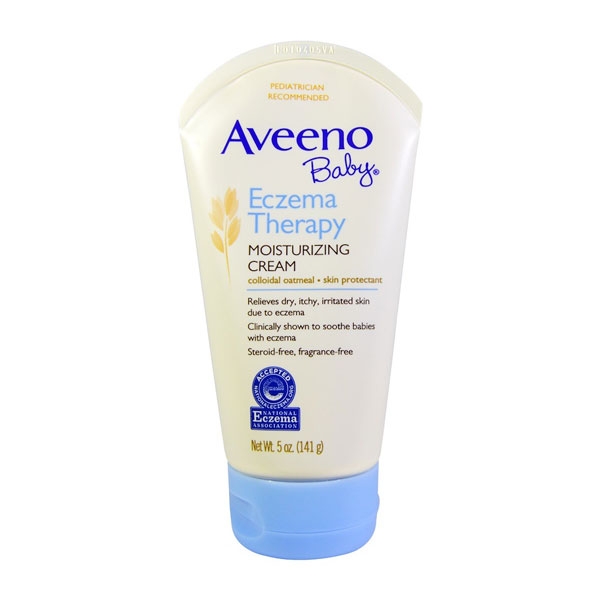 PEDIATRICIAN
RECOMMENDED
Aveeno
Baby®
Eczema
Therapy
MOISTURIZING
CREAM
colloidal oatmeal • skin protectant
Relieves dry, itchy, irritated skin
due to eczema
Clinically shown to soothe babies
with eczema
Steroid-free, fragrance-free
ACCEPTED
NATIONALECZEMA.ORG
NATIONAL
Eczema
ASSOCIATION
Net Wt. 5 oz. (141 g)